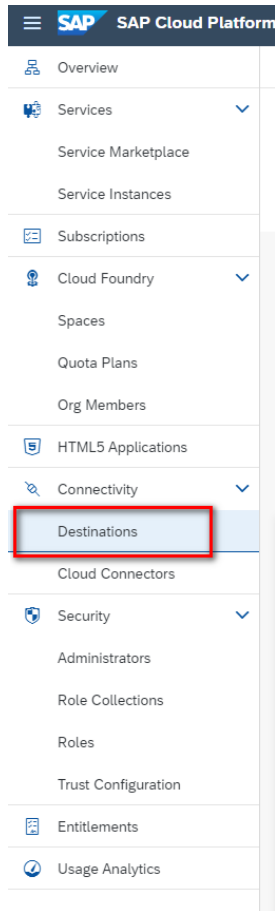 SAP SAP Cloud Platform
Overview
Services
Service Marketplace
Service Instances
Subscriptions
Cloud Foundry
Spaces
Quota Plans
Org Members
5 HTML5 Applications
Connectivity
Destinations
Cloud Connectors
Security
Administrators
Role Collections
Roles
Trust Configuration
Entitlements
Usage Analytics